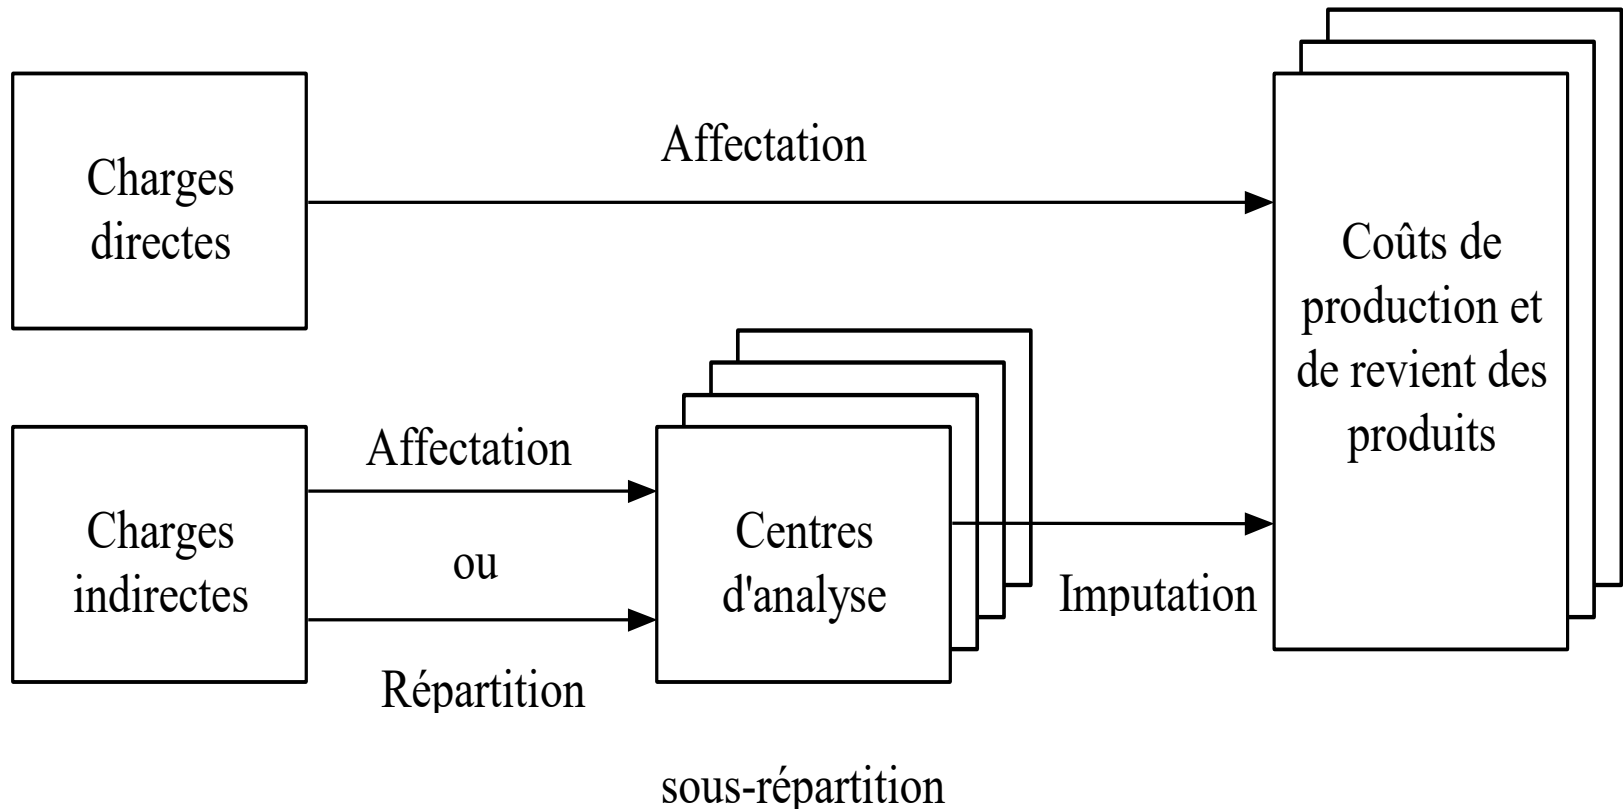 Affectation
Charges
directes
Coûts de
production et
de revient des
produits
Affectation
Charges
indirectes
ou
Centres
d'analyse
Imputation
Répartition
sous-répartition